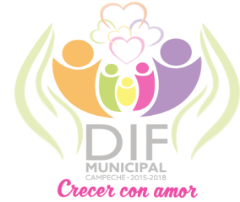 DIF
MUNICIPAL
CAMPECHE - 2015-2018
Crecer con amor